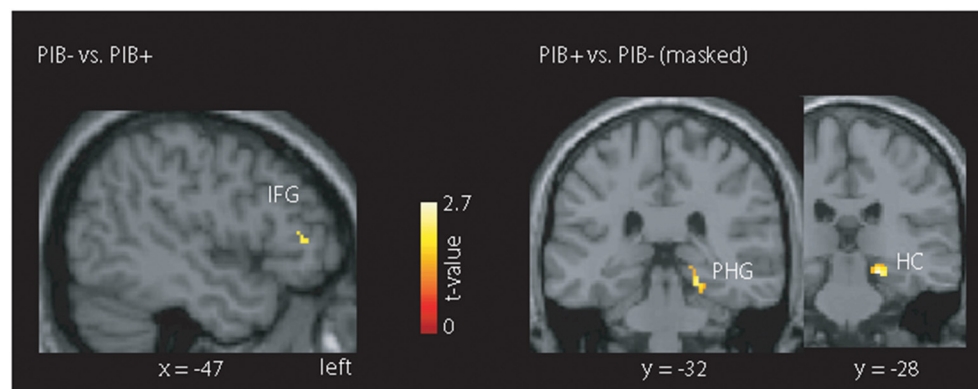 PIB- vs. PIB+
PIB+ vs. PIB- (masked)
IFG
2.7
t-value
0
PHG
HC
x = -47
left
y = -32
y = -28